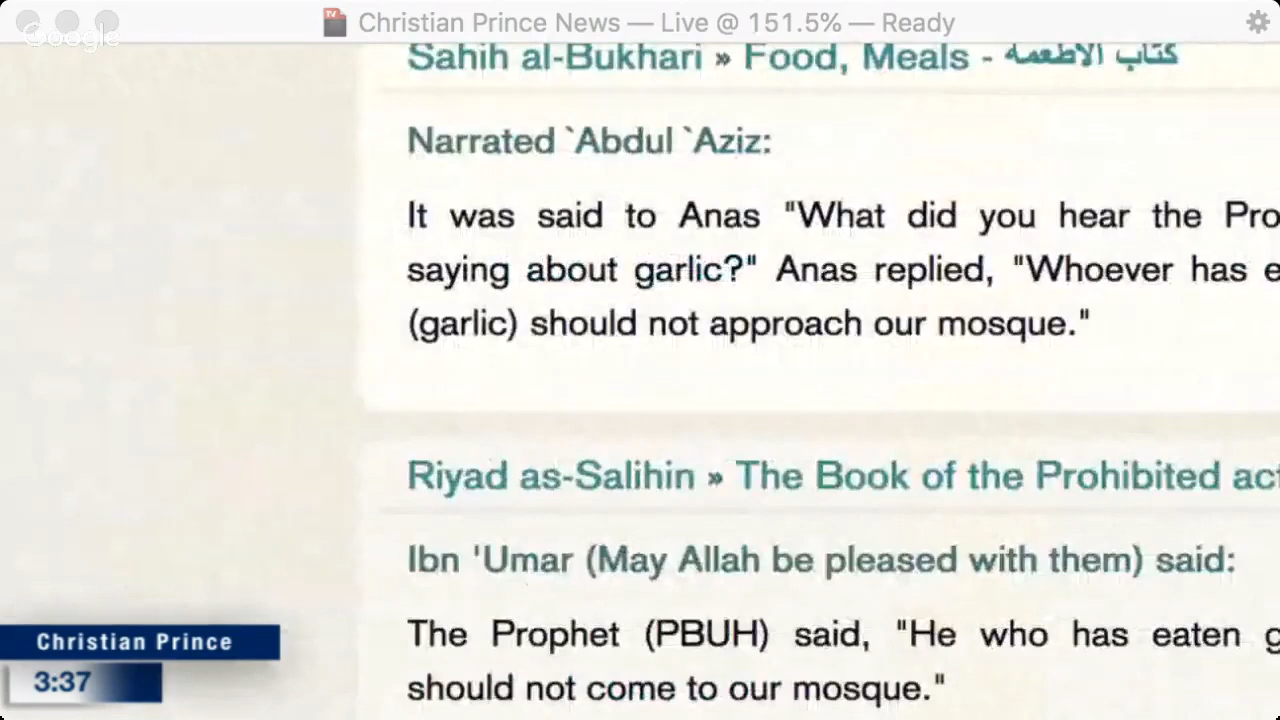 Christian Prince News — Live @ 151.5% — Ready
Google
Sahih al-Bukhari » Food, Meals - كتاب الأطعمة
Narrated `Abdul `Aziz:
It was said to Anas "What did you hear the Pro
saying about garlic?" Anas replied, "Whoever has e
(garlic) should not approach our mosque."
Riyad as-Salihin » The Book of the Prohibited act
Ibn 'Umar (May Allah be pleased with them) said:
The Prophet (PBUH) said, "He who has eaten g
should not come to our mosque."
Christian Prince
3:37